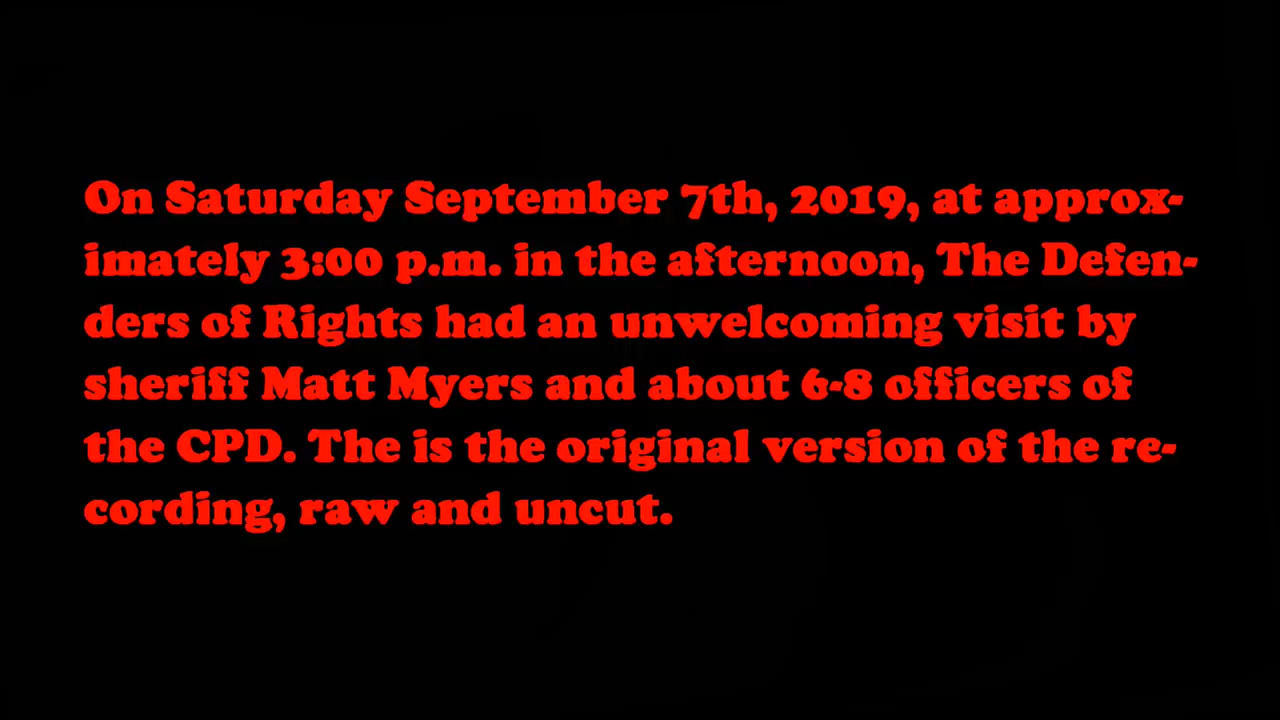 On Saturday September 7th, 2019, at approx-
imately 3:00 p.m. in the afternoon, The Defen-
ders of Rights had an unwelcoming visit by
sheriff Matt Myers and about 6-8 officers of
the CPD. The is the original version of the re-
cording, raw and uncut.